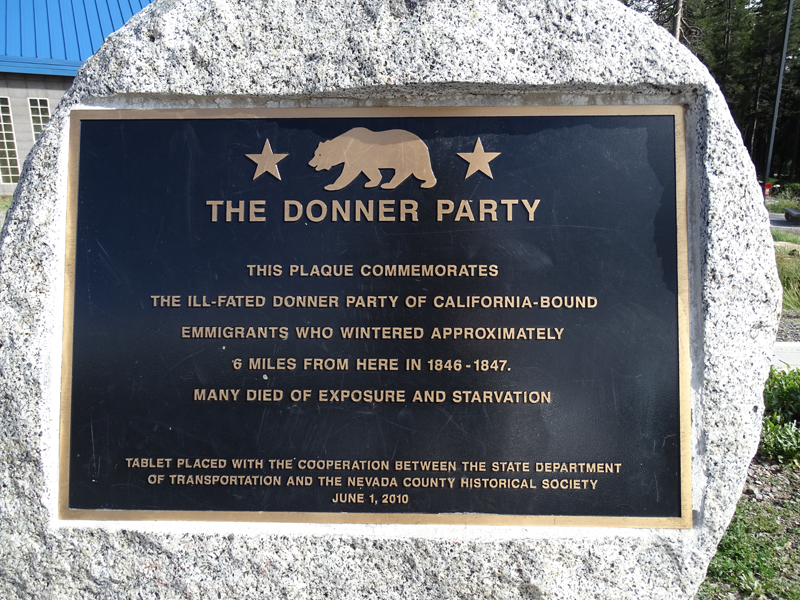 THE DONNER PARTY
THIS PLAQUE COMMEMORATES
THE ILL-FATED DONNER PARTY OF CALIFORNIA-BOUND
EMMIGRANTS WHO WINTERED APPROXIMATELY
6 MILES FROM HERE IN 1846-1847.
MANY DIED OF EXPOSURE AND STARVATION
TABLET PLACED WITH THE COOPERATION BETWEEN THE STATE DEPARTMENT
OF TRANSPORTATION AND THE NEVADA COUNTY HISTORICAL SOCIETY
JUNE 1, 2010